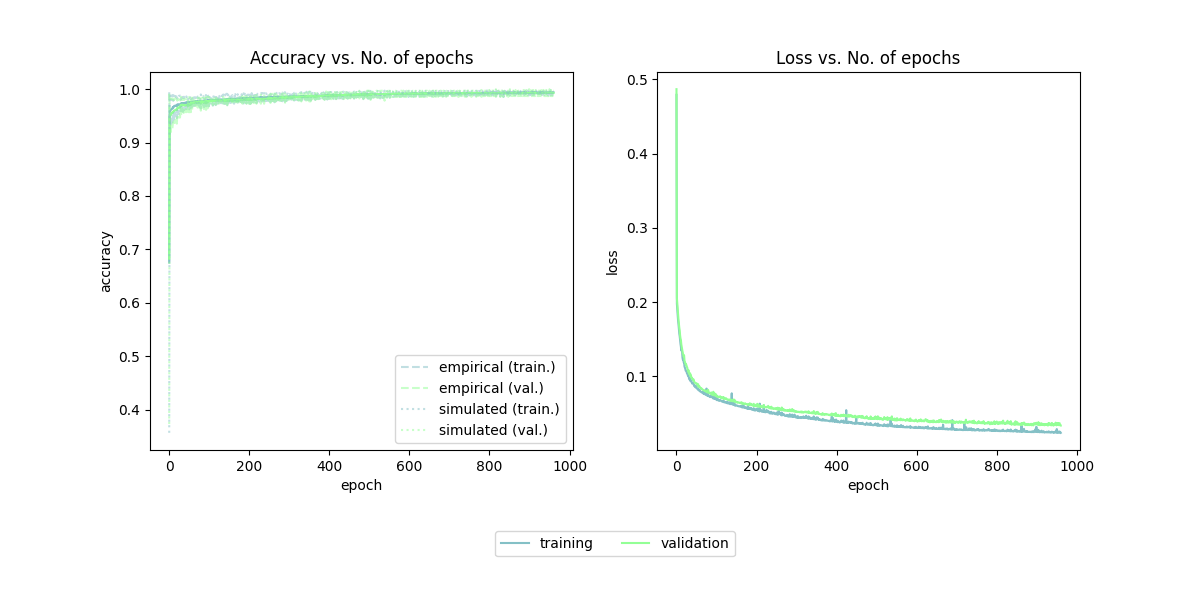 Accuracy vs. No. of epochs
1.0
0.9
0.8
0.7
0.6
0.5
0.4
accuracy
empirical (train.)
empirical (val.)
simulated (train.)
simulated (val.)
0 200 400 600 800 1000
epoch
Loss vs. No. of epochs
0.5
0.4
0.3
0.2
0.1
loss
0 200 400 600 800 1000
epoch
training validation